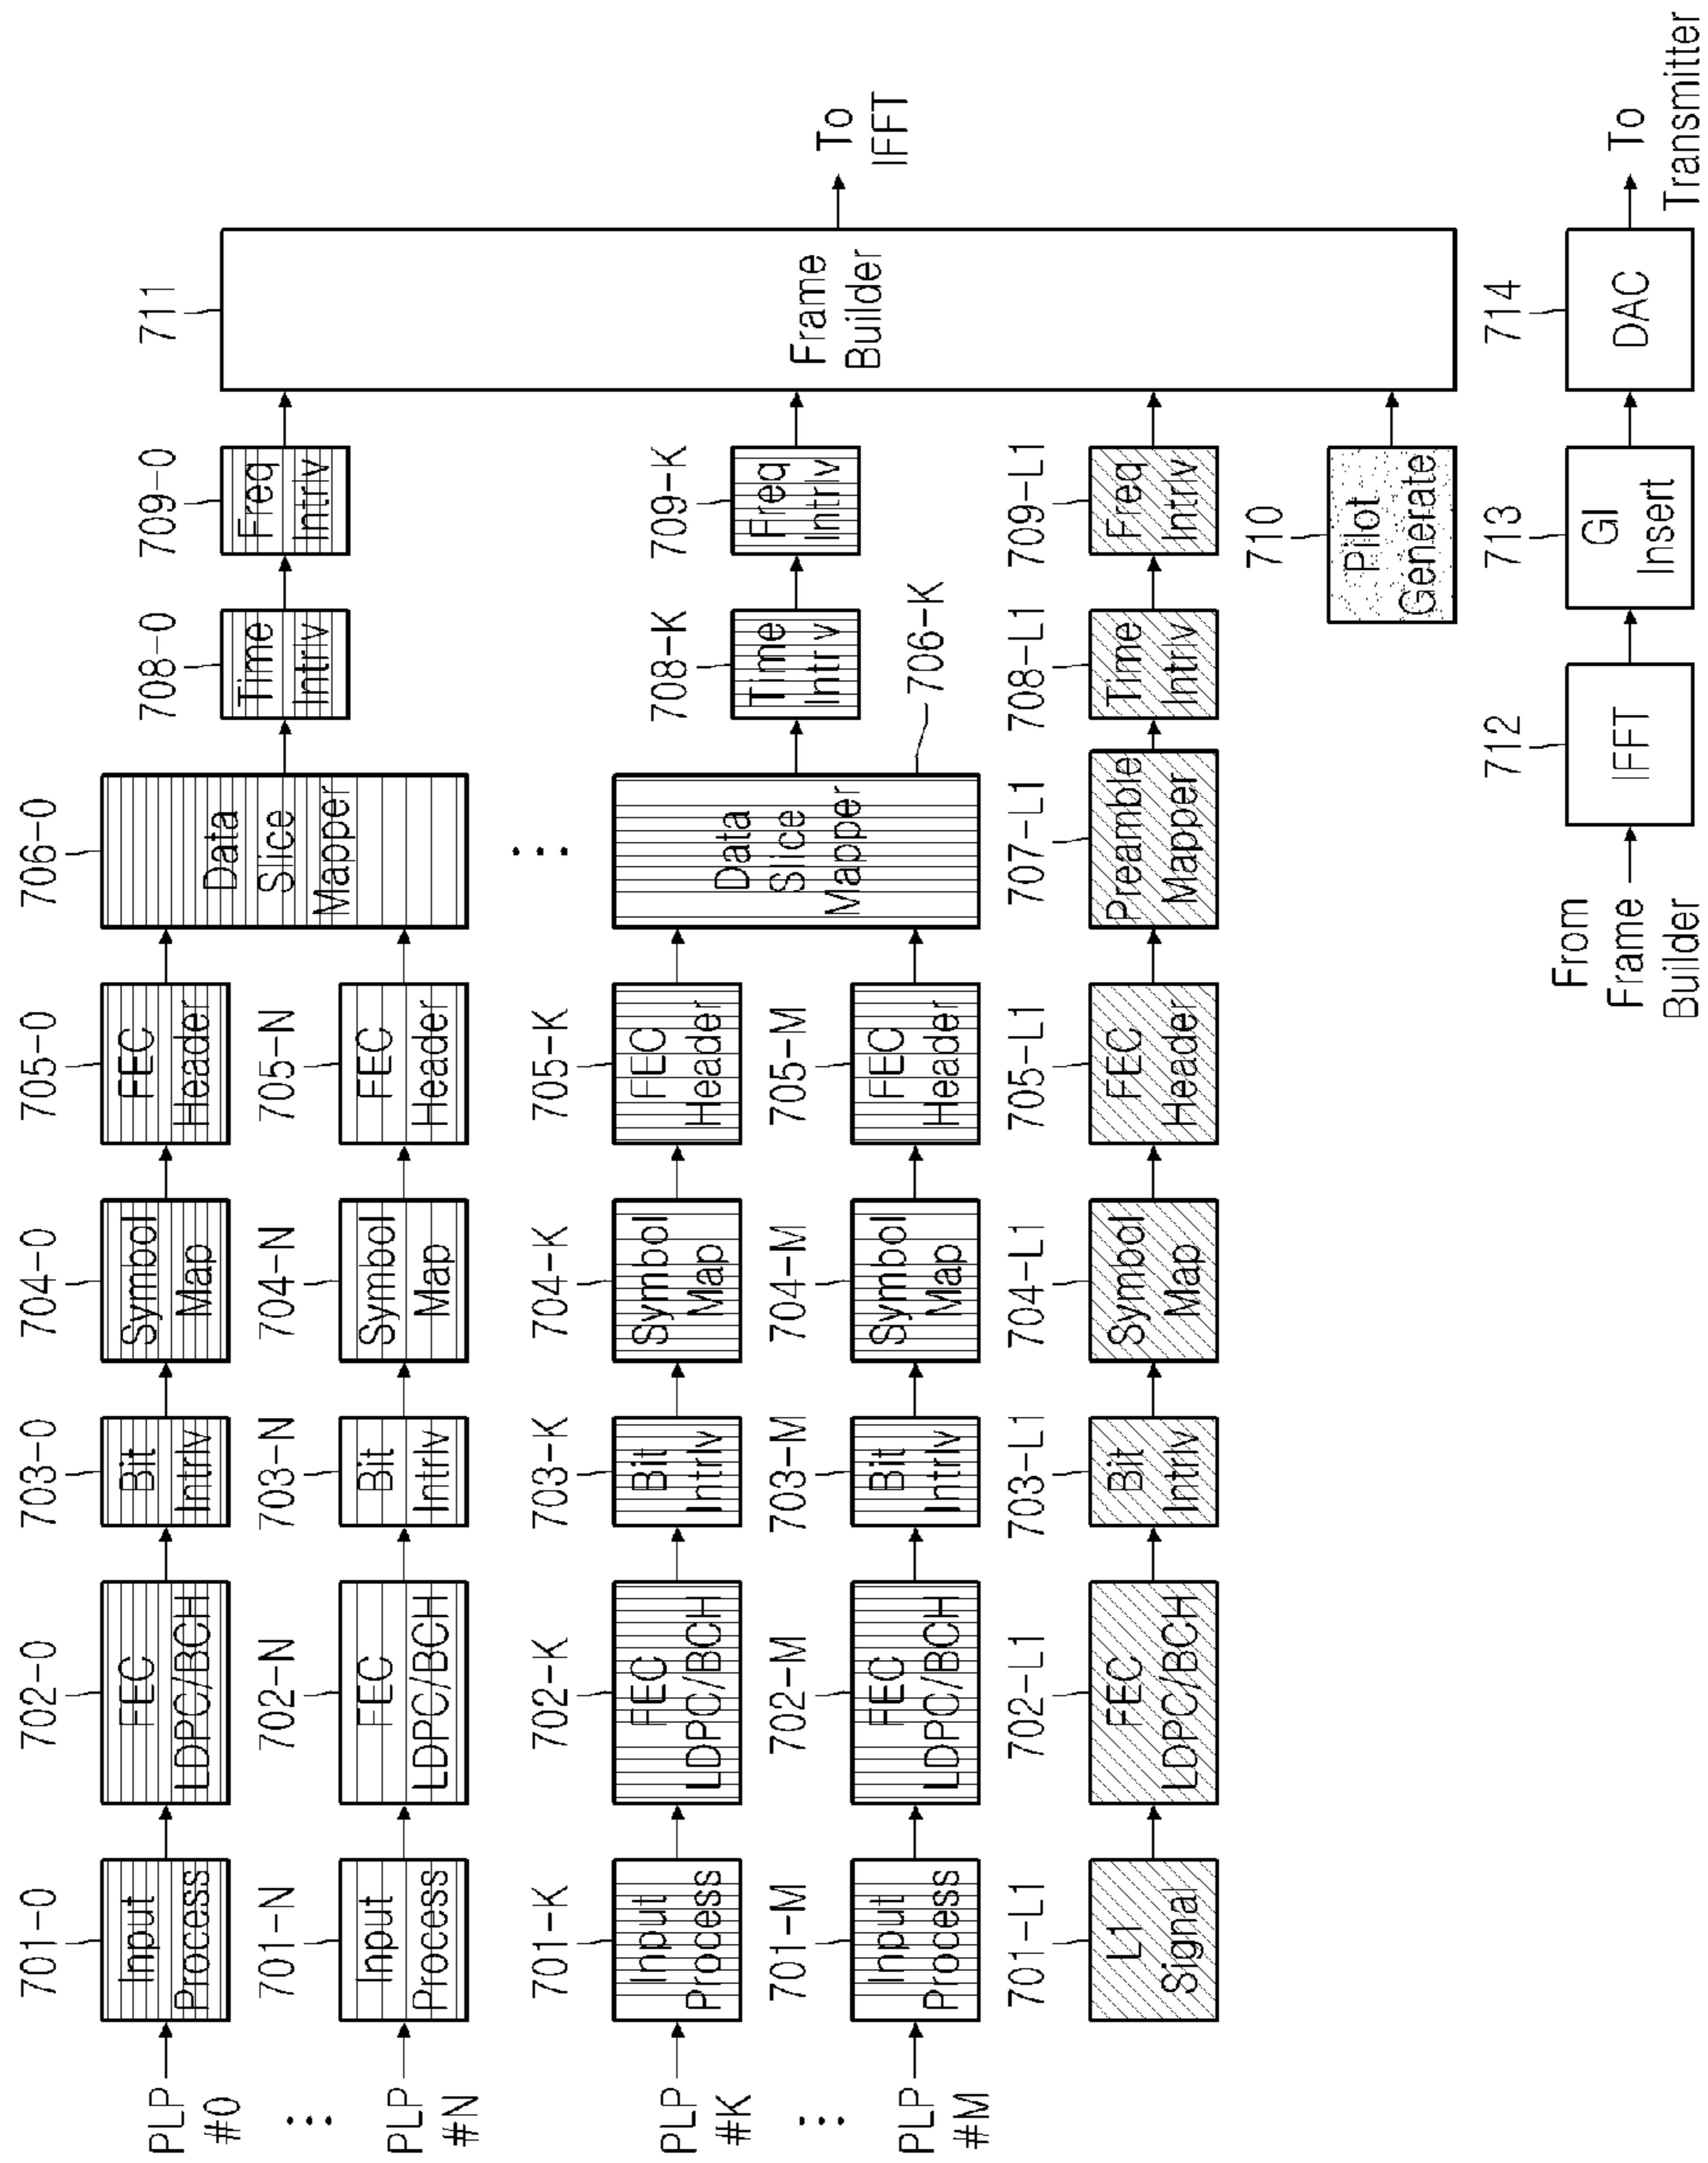 701-0
702-0
703-0
704-0
705-0
706-0
PLP
#0
Input
Process
FEC
LDPC/BCH
Bit
Intrlv
Symbol
Map
FEC
Header
Data
Slice
Mapper
708-0
709-0
711
Time
Intrlv
Freq
Intrlv
701-N
702-N
703-N
704-N
705-N
PLP
#N
Input
Process
FEC
LDPC/BCH
Bit
Intrlv
Symbol
Map
FEC
Header
701-K
702-K
703-K
704-K
705-K
PLP
#K
Input
Process
FEC
LDPC/BCH
Bit
Intrlv
Symbol
Map
FEC
Header
Data
Slice
Mapper
708-K
709-K
Time
Intrlv
Freq
Intrlv
706-K
Frame
Builder
To
IFFT
701-M
702-M
703-M
704-M
705-M
PLP
#M
Input
Process
FEC
LDPC/BCH
Bit
Intrlv
Symbol
Map
FEC
Header
701-L1
702-L1
703-L1
704-L1
705-L1
707-L1
708-L1
709-L1
L1
Signal
FEC
LDPC/BCH
Bit
Intrlv
Symbol
Map
FEC
Header
Preamble
Mapper
Time
Intrlv
Freq
Intrlv
710
Pilot
Generate
712
713
714
From
Frame
Builder
IFFT
GI
Insert
DAC
To
Transmitter